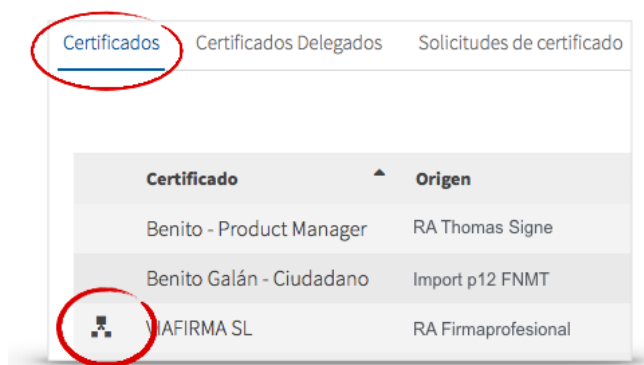 Certificados Certificados Delegados Solicitudes de certificado
Certificado Origen
Benito - Product Manager RA Thomas Signe
Benito Galán - Ciudadano Import p12 FNMT
VIAFIRMA SL RA Firmaprofesional